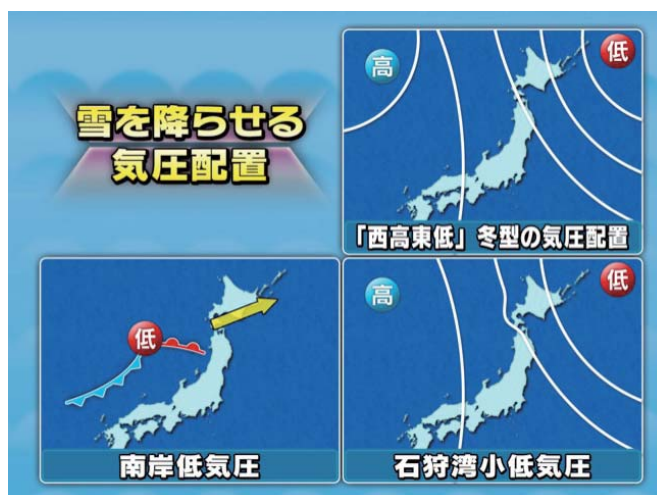 雪を降らせる
気圧配置
高
低
「西高東低」冬型の気圧配置
低
南岸低気圧
高
低
石狩湾小低気圧